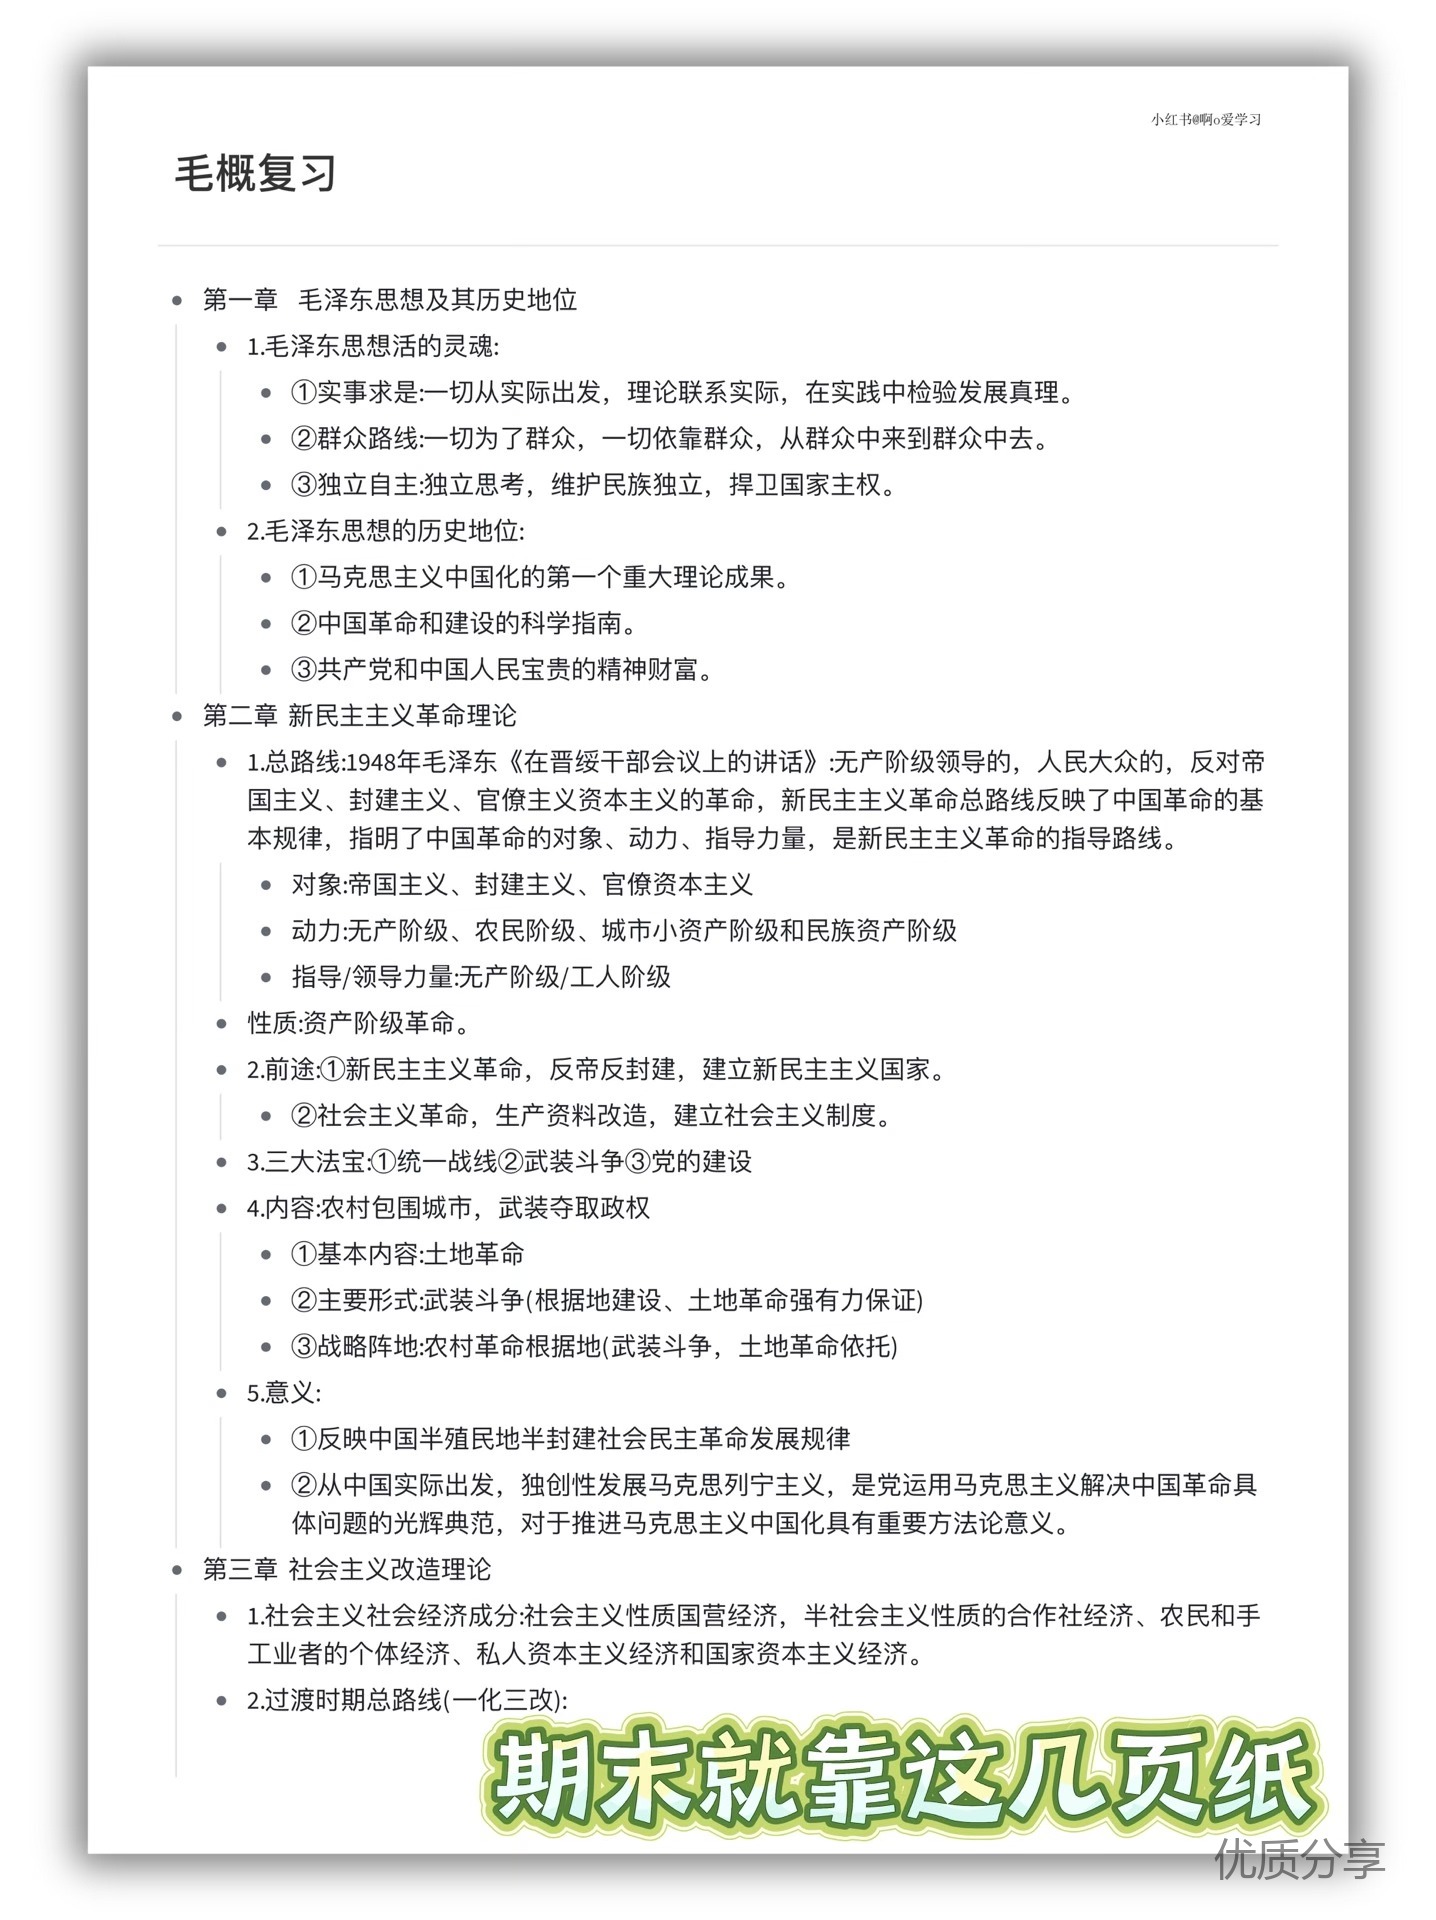 小红书@啊o爱学习
毛概复习
第一章 毛泽东思想及其历史地位
1.毛泽东思想活的灵魂:
①实事求是:一切从实际出发，理论联系实际，在实践中检验发展真理。
②群众路线:一切为了群众，一切依靠群众，从群众中来到群众中去。
③独立自主:独立思考，维护民族独立，捍卫国家主权。
2.毛泽东思想的历史地位:
①马克思主义中国化的第一个重大理论成果。
②中国革命和建设的科学指南。
③共产党和中国人民宝贵的精神财富。
第二章 新民主主义革命理论
1.总路线:1948年毛泽东《在晋绥干部会议上的讲话》:无产阶级领导的，人民大众的，反对帝
国主义、封建主义、官僚主义资本主义的革命，新民主主义革命总路线反映了中国革命的基
本规律，指明了中国革命的对象、动力、指导力量，是新民主主义革命的指导路线。
对象:帝国主义、封建主义、官僚资本主义
动力:无产阶级、农民阶级、城市小资产阶级和民族资产阶级
指导/领导力量:无产阶级/工人阶级
性质:资产阶级革命。
2.前途:①新民主主义革命，反帝反封建，建立新民主主义国家。
②社会主义革命，生产资料改造，建立社会主义制度。
3.三大法宝:①统一战线②武装斗争③党的建设
4.内容:农村包围城市，武装夺取政权
①基本内容:土地革命
②主要形式:武装斗争(根据地建设、土地革命强有力保证)
③战略阵地:农村革命根据地(武装斗争，土地革命依托)
5.意义:
①反映中国半殖民地半封建社会民主革命发展规律
②从中国实际出发，独创性发展马克思列宁主义，是党运用马克思主义解决中国革命具
体问题的光辉典范，对于推进马克思主义中国化具有重要方法论意义。
第三章 社会主义改造理论
1.社会主义社会经济成分:社会主义性质国营经济，半社会主义性质的合作社经济、农民和手
工业者的个体经济、私人资本主义经济和国家资本主义经济。
2.过渡时期总路线(一化三改):
期末就靠这几页纸
优质分享